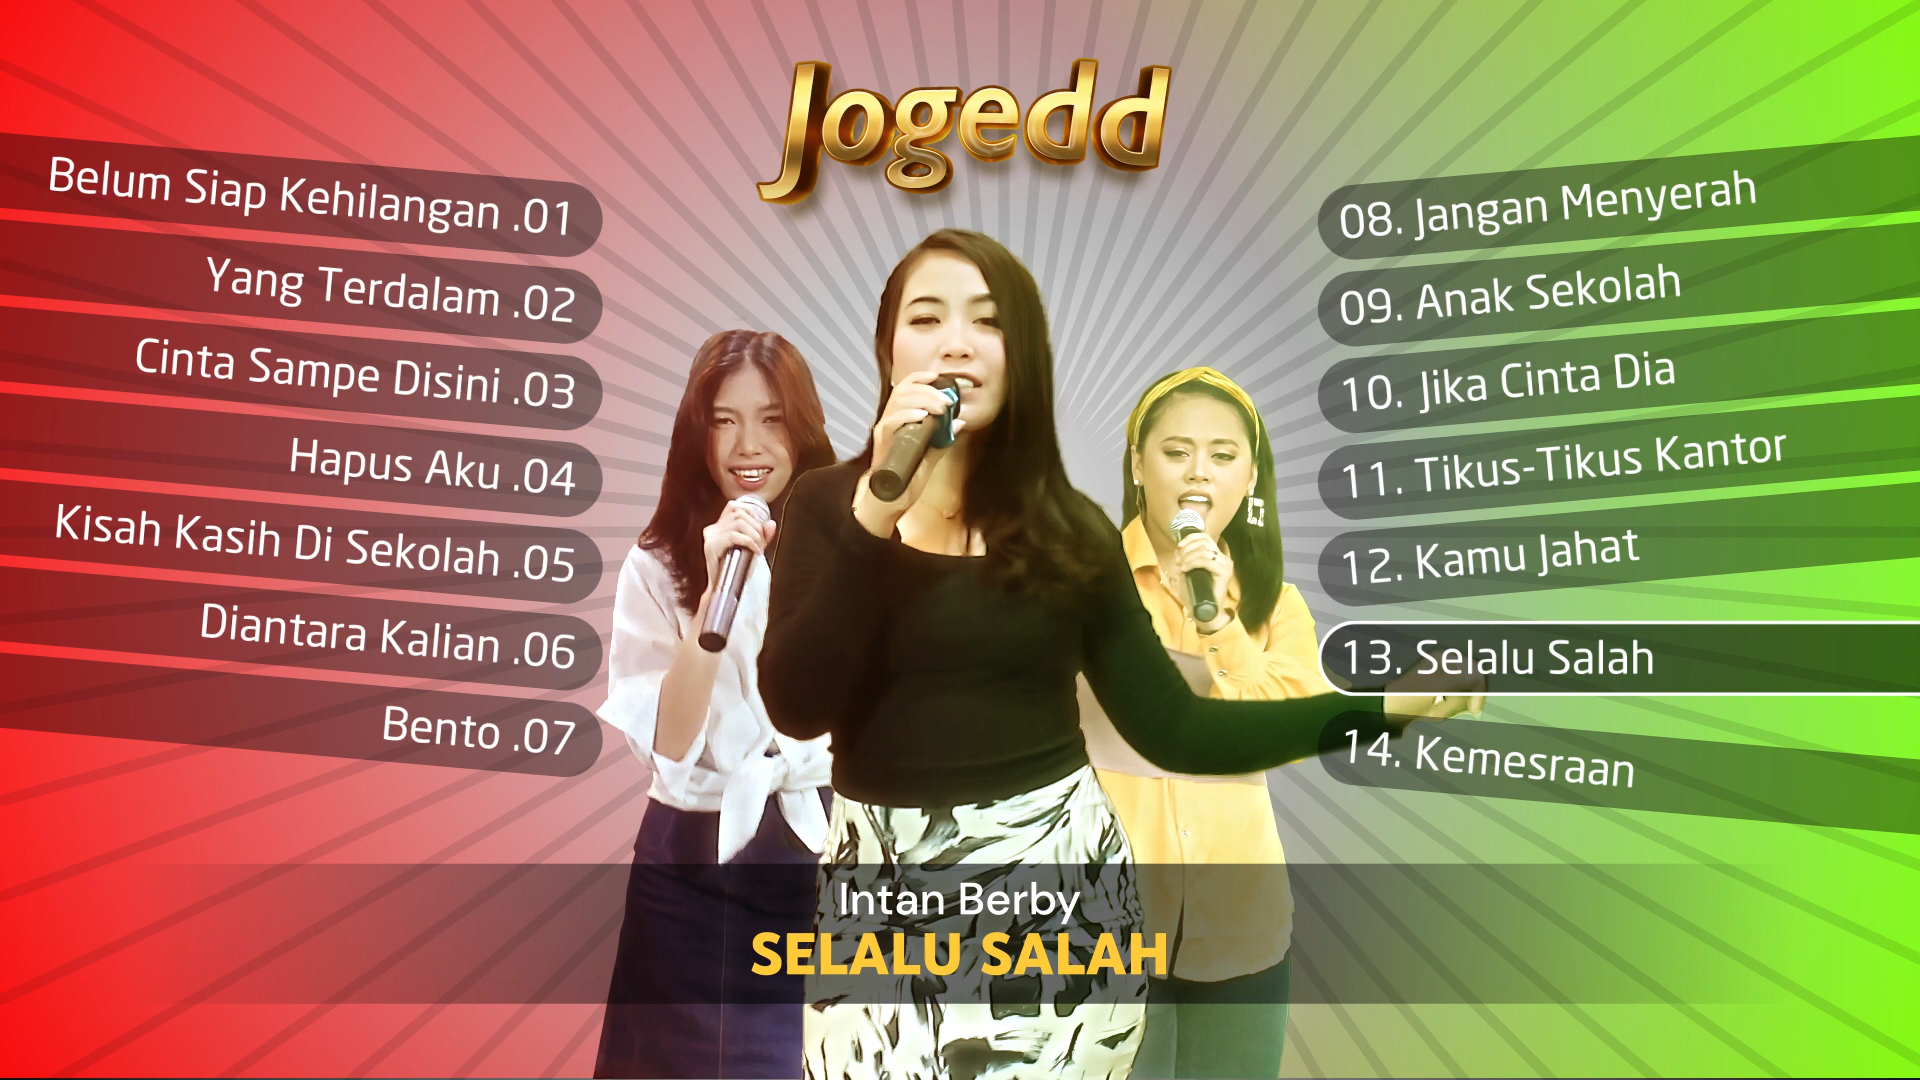 Jogedd
Belum Siap Kehilangan .01
Yang Terdalam .02
Cinta Sampe Disini .03
Hapus Aku .04
Kisah Kasih Di Sekolah .05
Diantara Kalian .06
Bento .07
08. Jangan Menyerah
09. Anak Sekolah
10. Jika Cinta Dia
11. Tikus-Tikus Kantor
12. Kamu Jahat
13. Selalu Salah
14. Kemesraan
Intan Berby
SELALU SALAH